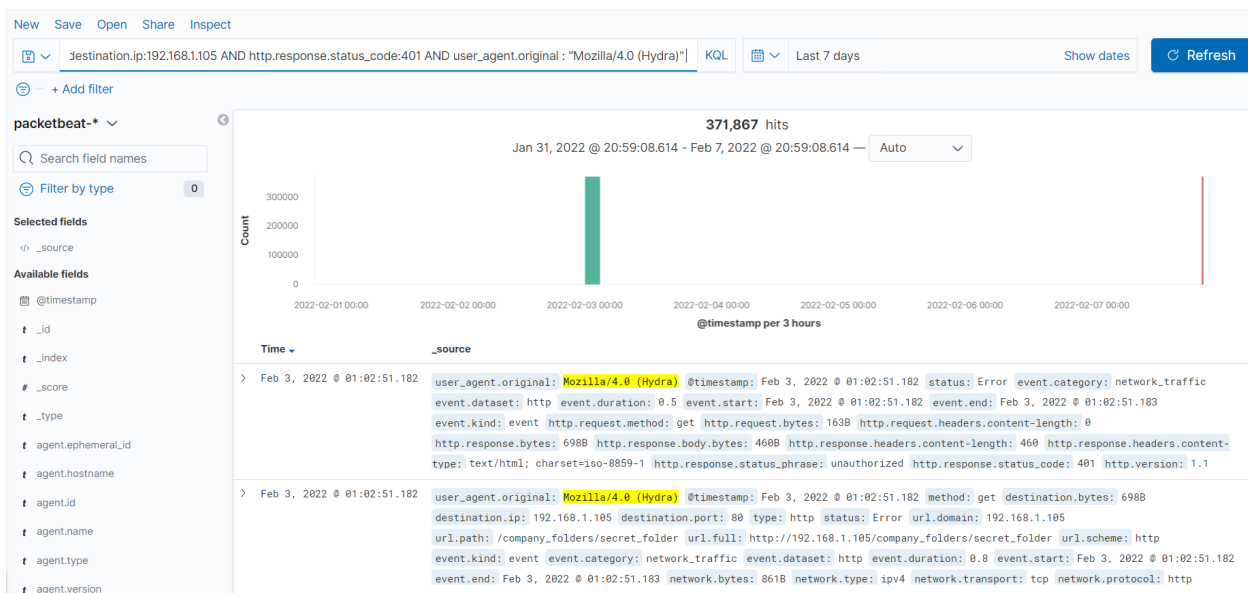 New Save Open Share Inspect
destination.ip:192.168.1.105 AND http.response.status_code:401 AND user_agent.original : "Mozilla/4.0 (Hydra)" KQL Last 7 days Show dates Refresh
+ Add filter
packetbeat-*
371,867 hits
Jan 31, 2022 @ 20:59:08.614 - Feb 7, 2022 @ 20:59:08.614 — Auto
Search field names
Filter by type 0
Selected fields
_source
Available fields
@timestamp
t _id
t _index
# _score
t _type
t agent.ephemeral_id
t agent.hostname
t agent.id
t agent.name
t agent.type
t agent.version
Count
300000
200000
100000
0
2022-02-01 00:00 2022-02-02 00:00 2022-02-03 00:00 2022-02-04 00:00 2022-02-05 00:00 2022-02-06 00:00 2022-02-07 00:00
@timestamp per 3 hours
Time _source
Feb 3, 2022 @ 01:02:51.182 user_agent.original: Mozilla/4.0 (Hydra) @timestamp: Feb 3, 2022 @ 01:02:51.182 status: Error event.category: network_traffic
event.dataset: http event.duration: 0.5 event.start: Feb 3, 2022 @ 01:02:51.182 event.end: Feb 3, 2022 @ 01:02:51.183
event.kind: event http.request.method: get http.request.bytes: 163B http.request.headers.content-length: 0
http.response.bytes: 698B http.response.body.bytes: 460B http.response.headers.content-length: 460 http.response.headers.content-
type: text/html; charset=iso-8859-1 http.response.status_phrase: unauthorized http.response.status_code: 401 http.version: 1.1
Feb 3, 2022 @ 01:02:51.182 user_agent.original: Mozilla/4.0 (Hydra) @timestamp: Feb 3, 2022 @ 01:02:51.182 method: get destination.bytes: 698B
destination.ip: 192.168.1.105 destination.port: 80 type: http status: Error url.domain: 192.168.1.105
url.path: /company_folders/secret_folder url.full: http://192.168.1.105/company_folders/secret_folder url.scheme: http
event.kind: event event.category: network_traffic event.dataset: http event.duration: 0.8 event.start: Feb 3, 2022 @ 01:02:51.182
event.end: Feb 3, 2022 @ 01:02:51.183 network.bytes: 861B network.type: ipv4 network.transport: tcp network.protocol: http